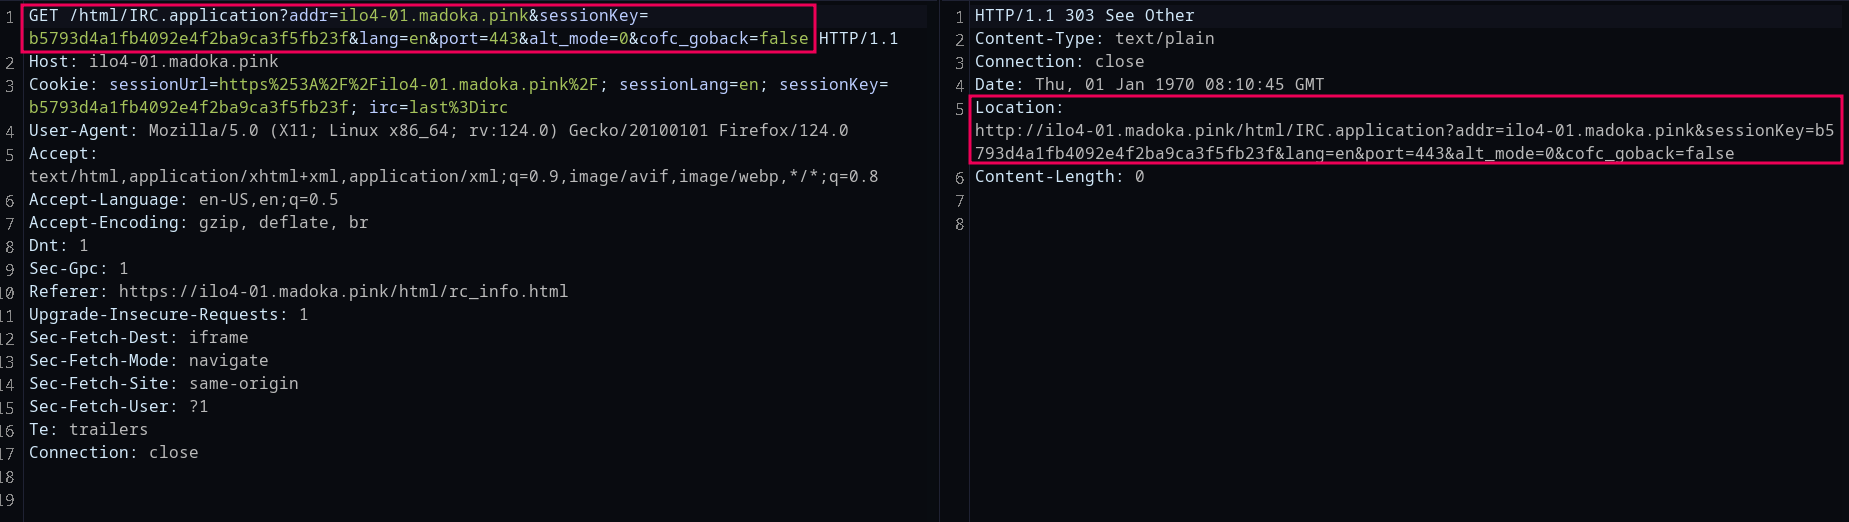 1 GET /html/IRC.application?addr=ilo4-01.madoka.pink&sessionKey=
b5793d4a1fb4092e4f2ba9ca3f5fb23f&lang=en&port=443&alt_mode=0&cofc_goback=false HTTP/1.1
2 Host: ilo4-01.madoka.pink
3 Cookie: sessionUrl=https%253A%2F%2Filo4-01.madoka.pink%2F; sessionLang=en; sessionKey=
b5793d4a1fb4092e4f2ba9ca3f5fb23f; irc=last%3Dirc
4 User-Agent: Mozilla/5.0 (X11; Linux x86_64; rv:124.0) Gecko/20100101 Firefox/124.0
5 Accept:
text/html,application/xhtml+xml,application/xml;q=0.9,image/avif,image/webp,*/*;q=0.8
6 Accept-Language: en-US,en;q=0.5
7 Accept-Encoding: gzip, deflate, br
8 Dnt: 1
9 Sec-Gpc: 1
10 Referer: https://ilo4-01.madoka.pink/html/rc_info.html
11 Upgrade-Insecure-Requests: 1
12 Sec-Fetch-Dest: iframe
13 Sec-Fetch-Mode: navigate
14 Sec-Fetch-Site: same-origin
15 Sec-Fetch-User: ?1
16 Te: trailers
17 Connection: close
18
19
1 HTTP/1.1 303 See Other
2 Content-Type: text/plain
3 Connection: close
4 Date: Thu, 01 Jan 1970 08:10:45 GMT
5 Location:
http://ilo4-01.madoka.pink/html/IRC.application?addr=ilo4-01.madoka.pink&sessionKey=b5
793d4a1fb4092e4f2ba9ca3f5fb23f&lang=en&port=443&alt_mode=0&cofc_goback=false
6 Content-Length: 0
7
8